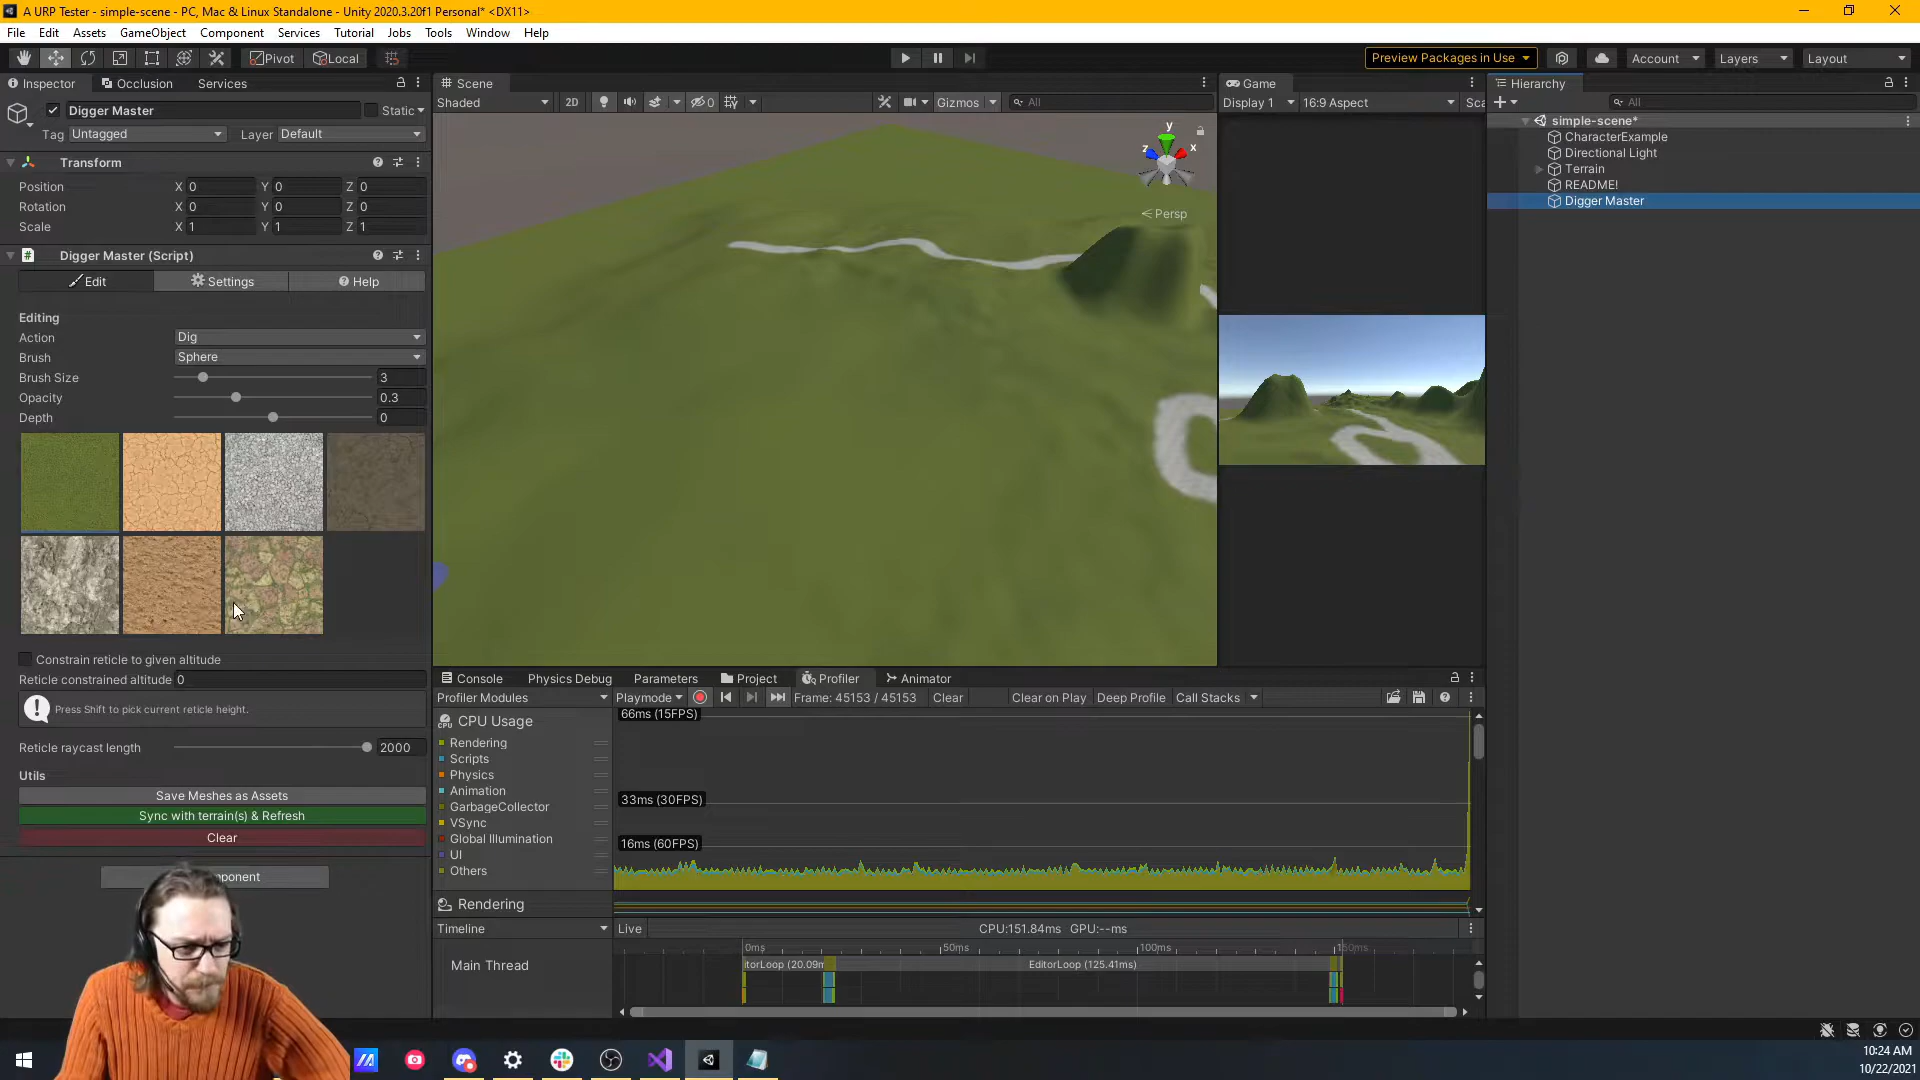 A URP Tester - simple-scene - PC, Mac & Linux Standalone - Unity 2020.3.20f1 Personal* <DX11>
File Edit Assets GameObject Component Services Tutorial Jobs Tools Window Help
Pivot Local Preview Packages in Use Account Layers Layout
Inspector Occlusion Services
Digger Master Static
Tag Untagged Layer Default
Transform
Position X 0 Y 0 Z 0
Rotation X 0 Y 0 Z 0
Scale X 1 Y 1 Z 1
Digger Master (Script)
Edit Settings Help
Editing
Action Dig
Brush Sphere
Brush Size 3
Opacity 0.3
Depth 0
Constrain reticle to given altitude
Reticle constrained altitude 0
Press Shift to pick current reticle height.
Reticle raycast length 2000
Utils
Save Meshes as Assets
Sync with terrain(s) & Refresh
Clear
Scene
Shaded 2D 0 Gizmos All
y
z x
Persp
Game
Display 1 16:9 Aspect Sca
Hierarchy
All
simple-scene*
CharacterExample
Directional Light
Terrain
README!
Digger Master
Console Physics Debug Parameters Project Profiler Animator
Profiler Modules Playmode Frame: 45153 / 45153 Clear Clear on Play Deep Profile Call Stacks
CPU Usage
Rendering
Scripts
Physics
Animation
GarbageCollector
VSync
Global Illumination
UI
Others
66ms (15FPS)
33ms (30FPS)
16ms (60FPS)
Rendering
Timeline Live CPU:151.84ms GPU:--ms
0ms 50ms 100ms
Main Thread itorLoop (20.09m EditorLoop (125.41ms)
10:24 AM
10/22/2021